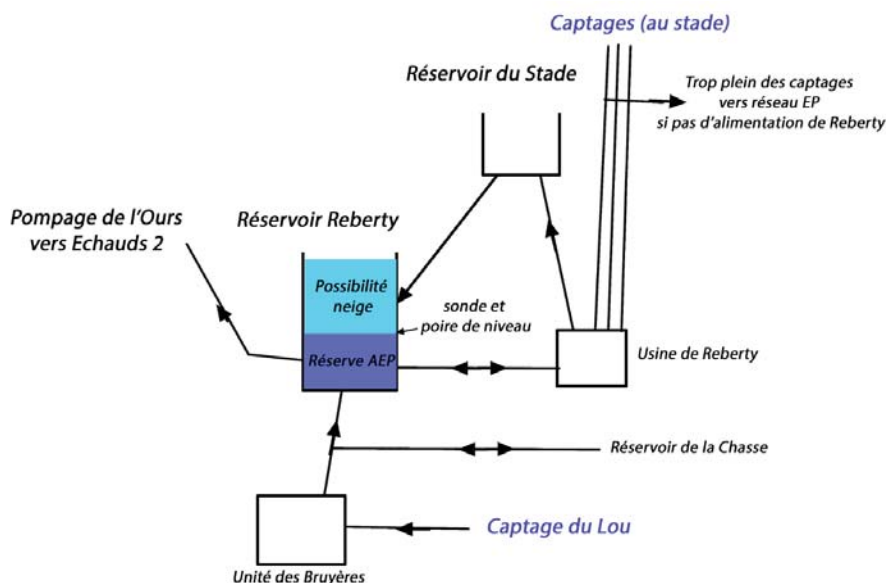 Captages (au stade)
Réservoir du Stade
Trop plein des captages
vers réseau EP
si pas d'alimentation de Reberty
Pompage de l'Ours
vers Echauds 2
Réservoir Reberty
Possibilité
neige
sonde et
poire de niveau
Réserve AEP
Usine de Reberty
Réservoir de la Chasse
Captage du Lou
Unité des Bruyères